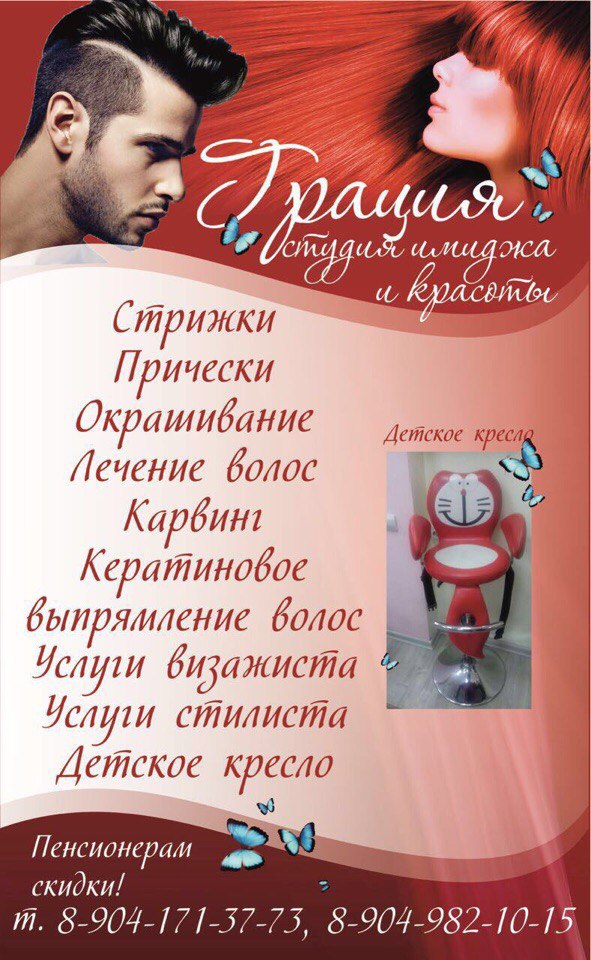 Грация
студия имиджа
и красоты
Стрижки
Прически
Окрашивание
Лечение волос
Карвинг
Кератиновое
выпрямление волос
Услуги визажиста
Услуги стилиста
Детское кресло
Детское кресло
Пенсионерам
скидки!
т. 8-904-171-37-73, 8-904-982-10-15